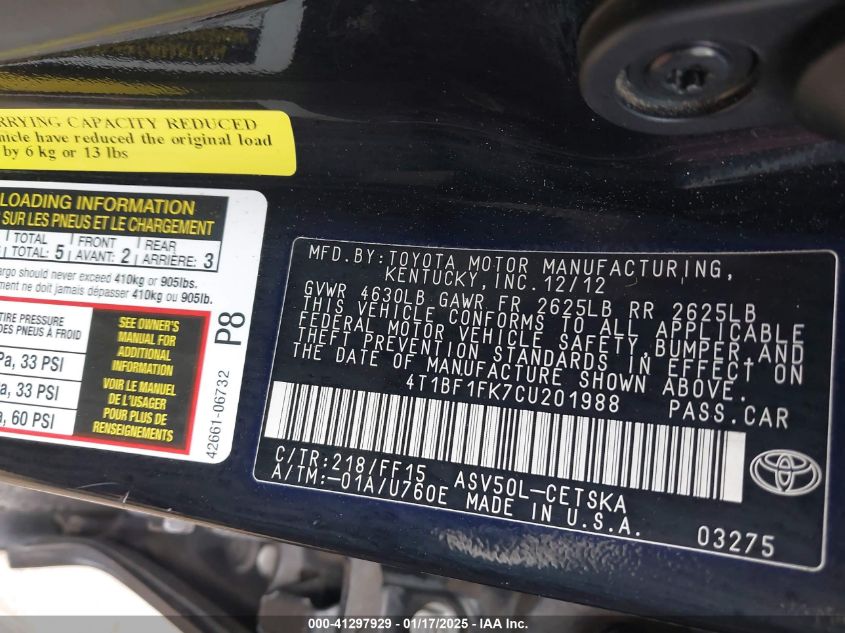 RRYING CAPACITY REDUCED
hicle have reduced the original load
by 6 kg or 13 lbs
LOADING INFORMATION
SUR LES PNEUS ET LE CHARGEMENT
TOTAL FRONT REAR
TOTAL: 5 AVANT: 2 ARRIÈRE: 3
argo should never exceed 410kg or 905lbs.
ement ne doit jamais dépasser 410kg ou 905lb.
TIRE PRESSURE
DES PNEUS À FROID
Pa, 33 PSI
a, 33 PSI
a, 60 PSI
SEE OWNER'S
MANUAL FOR
ADDITIONAL
INFORMATION
VOIR LE MANUEL
DE L'USAGER
POUR PLUS DE
RENSEIGNEMENTS
42661-06732 P8
MFD.BY:TOYOTA MOTOR MANUFACTURING,
KENTUCKY,INC.12/12
GVWR 4630LB GAWR FR 2625LB RR 2625LB
THIS VEHICLE CONFORMS TO ALL APPLICABLE
FEDERAL MOTOR VEHICLE SAFETY,BUMPER,AND
THEFT PREVENTION STANDARDS IN EFFECT ON
THE DATE OF MANUFACTURE SHOWN ABOVE.
4T1BF1FK7CU201988 PASS.CAR
C/TR:218/FF15 ASV50L-CETSKA
A/TM:-01A/U760E MADE IN U.S.A.
03275
000-41297929 - 01/17/2025 - IAA Holdings, LLC.